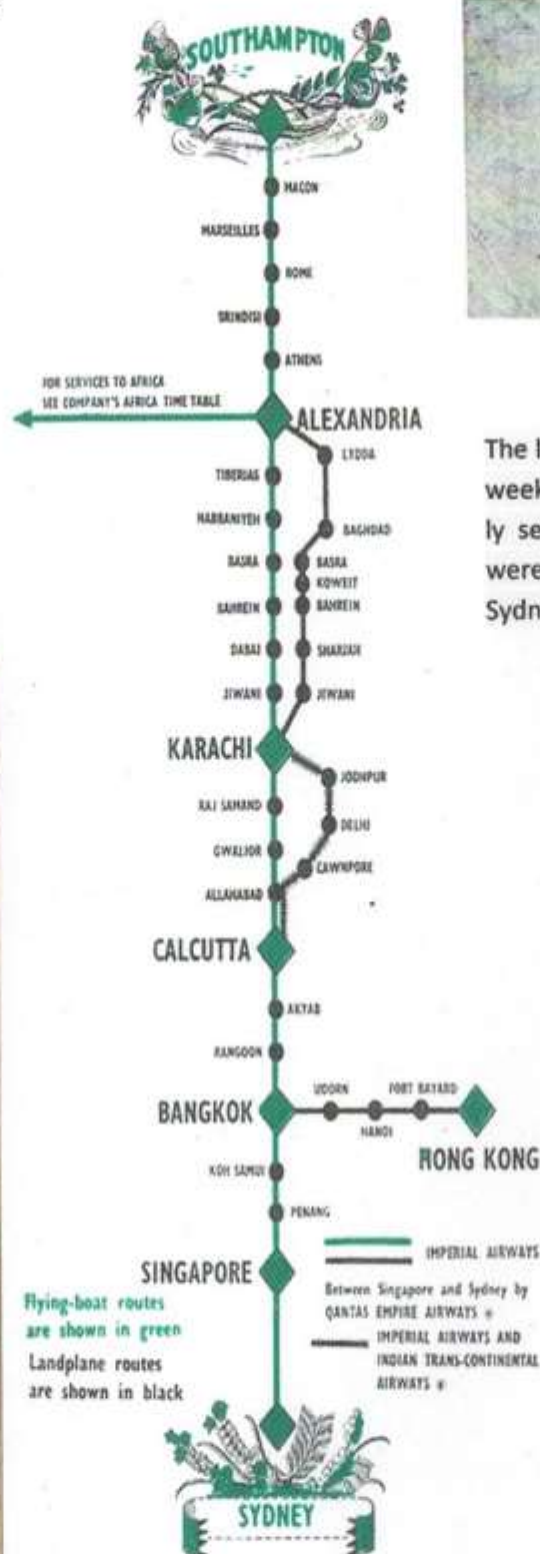 SOUTHAMPTON
MACON
MARSEILLES
ROME
BRINDISI
ATHENS
FOR SERVICES TO AFRICA
SEE COMPANY'S AFRICA TIME TABLE
ALEXANDRIA
LYDDA
TIBERIAS
HABBANIYEH
BAGHDAD
BASRA
BASRA
KOWEIT
BAHREIN
BAHREIN
DABAI
SHARJAH
JIWANI
JIWANI
KARACHI
JODHPUR
RAJ SAMAND
DELHI
GWALIOR
CAWNPORE
ALLAHABAD
CALCUTTA
AKYAB
RANGOON
BANGKOK
UDORN
HANOI
FORT BAYARD
HONG KONG
KOH SAMUI
PENANG
SINGAPORE
Flying-boat routes
are shown in green
Landplane routes
are shown in black
IMPERIAL AIRWAYS
Between Singapore and Sydney by
QANTAS EMPIRE AIRWAYS
IMPERIAL AIRWAYS AND
INDIAN TRANS-CONTINENTAL
AIRWAYS
SYDNEY
The
week
ly se
were
Sydn